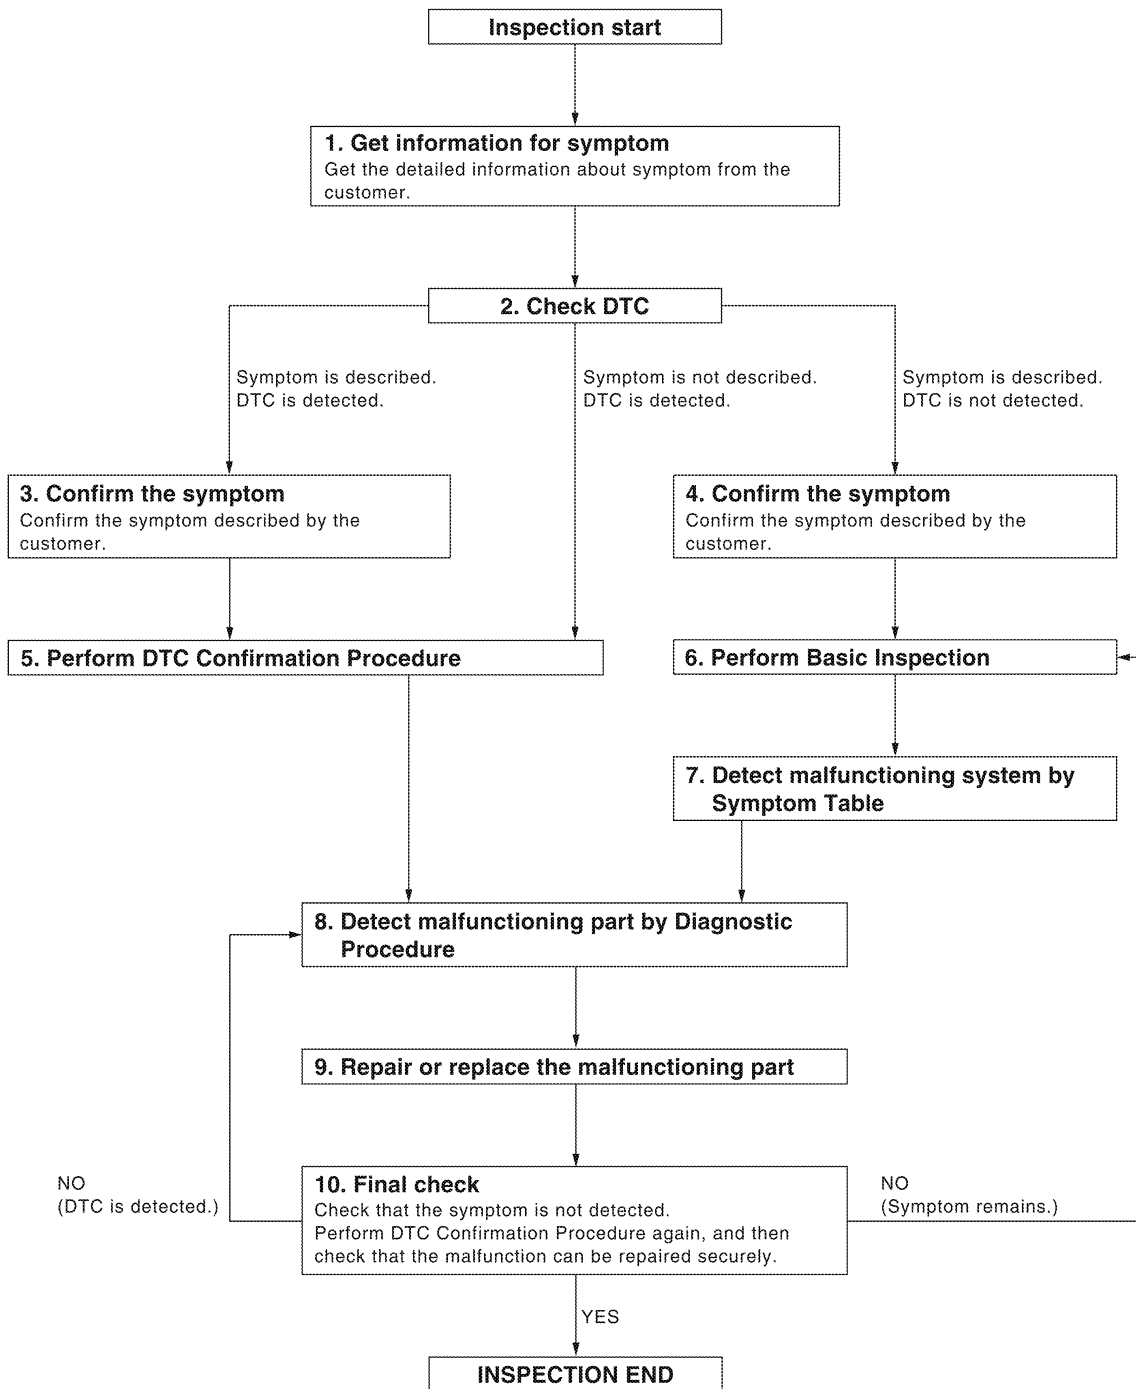 Inspection start
1. Get information for symptom
Get the detailed information about symptom from the
customer.
2. Check DTC
Symptom is described.
DTC is detected.
Symptom is not described.
DTC is detected.
Symptom is described.
DTC is not detected.
3. Confirm the symptom
Confirm the symptom described by the
customer.
4. Confirm the symptom
Confirm the symptom described by the
customer.
5. Perform DTC Confirmation Procedure
6. Perform Basic Inspection
7. Detect malfunctioning system by
Symptom Table
8. Detect malfunctioning part by Diagnostic
Procedure
9. Repair or replace the malfunctioning part
NO
(DTC is detected.)
10. Final check
Check that the symptom is not detected.
Perform DTC Confirmation Procedure again, and then
check that the malfunction can be repaired securely.
NO
(Symptom remains.)
YES
INSPECTION END